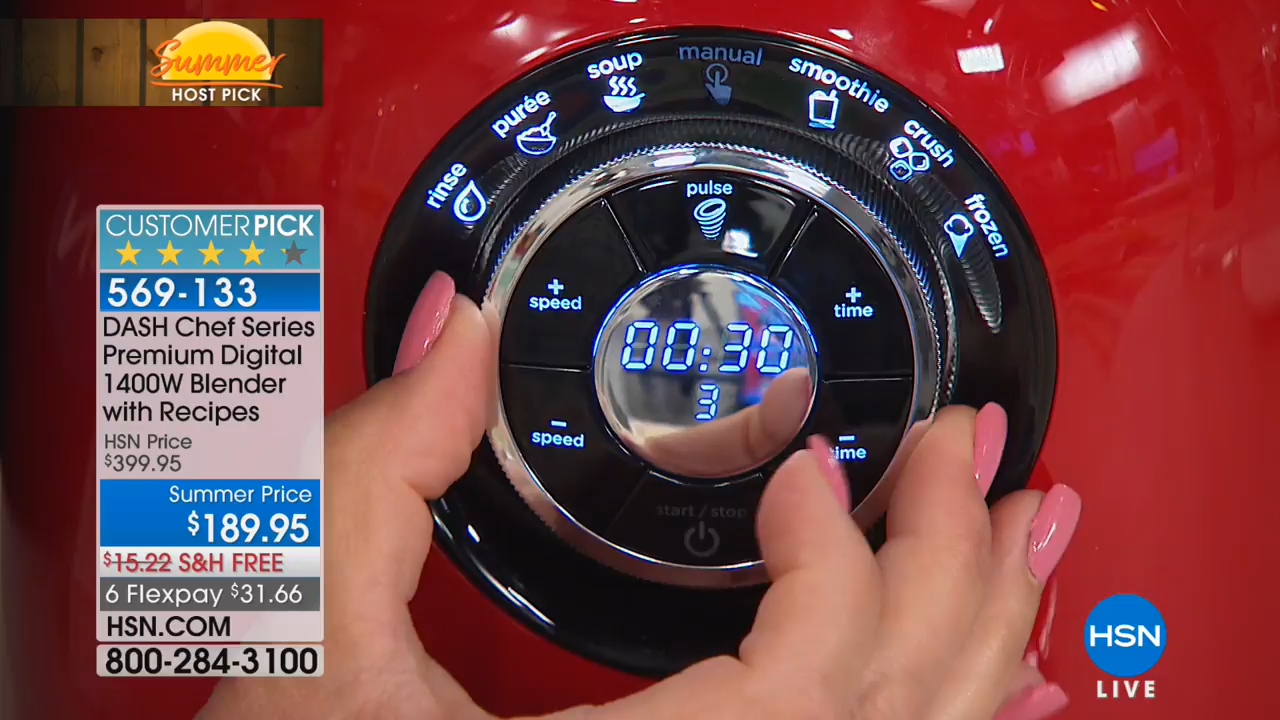 Summer
HOST PICK
CUSTOMER PICK
569-133
DASH Chef Series
Premium Digital
1400W Blender
with Recipes
HSN Price
$399.95
Summer Price
$189.95
$15.22 S&H FREE
6 Flexpay $31.66
HSN.COM
800-284-3100
rinse
purée
soup
manual
smoothie
crush
frozen
pulse
+
speed
+
time
00:30
3
-
speed
-
time
start / stop
HSN
LIVE